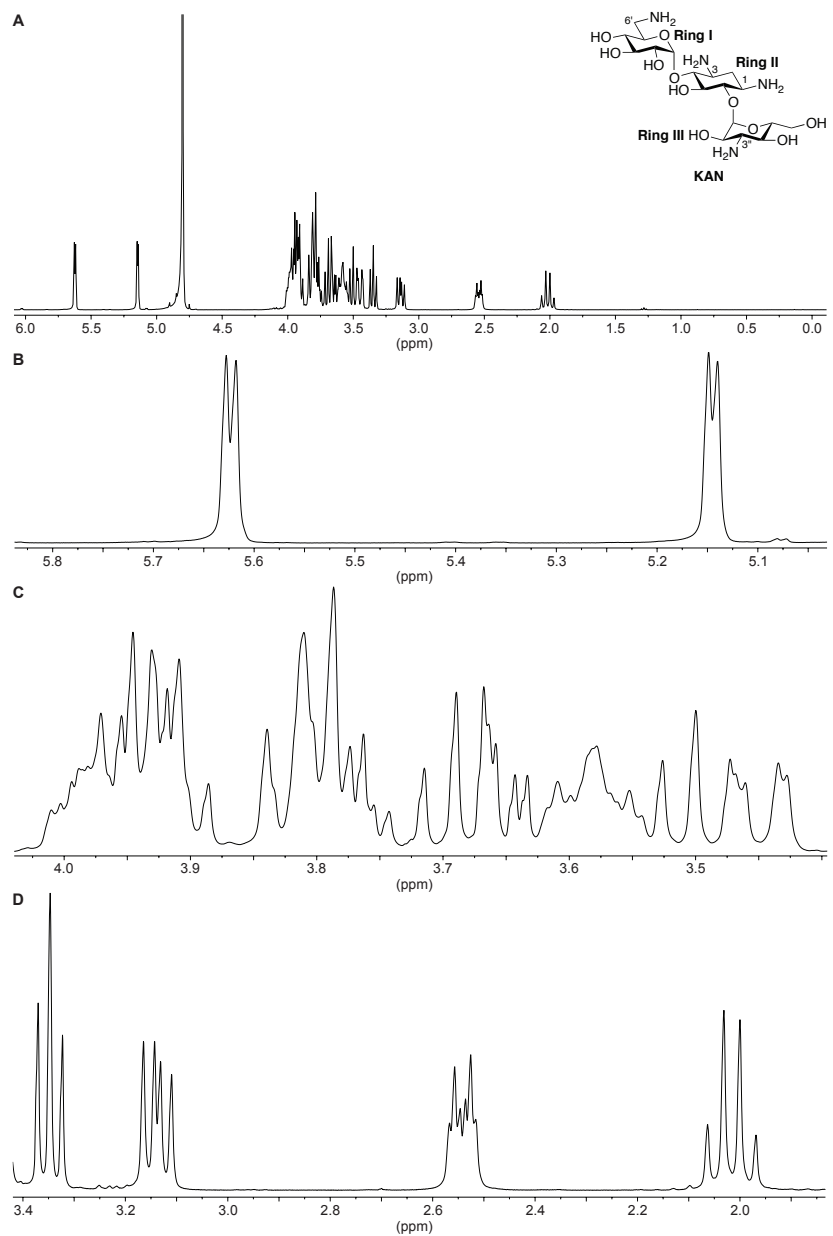 A
6'
NH2
HO
O
Ring I
HO
HO
H2N
3
Ring II
1
O
HO
NH2
O
O
OH
Ring III
HO
OH
H2N
3"
KAN
6.0 5.5 5.0 4.5 4.0 3.5 3.0 2.5 2.0 1.5 1.0 0.5 0.0
(ppm)
B
5.8 5.7 5.6 5.5 5.4 5.3 5.2 5.1
(ppm)
C
4.0 3.9 3.8 3.7 3.6 3.5
(ppm)
D
3.4 3.2 3.0 2.8 2.6 2.4 2.2 2.0
(ppm)